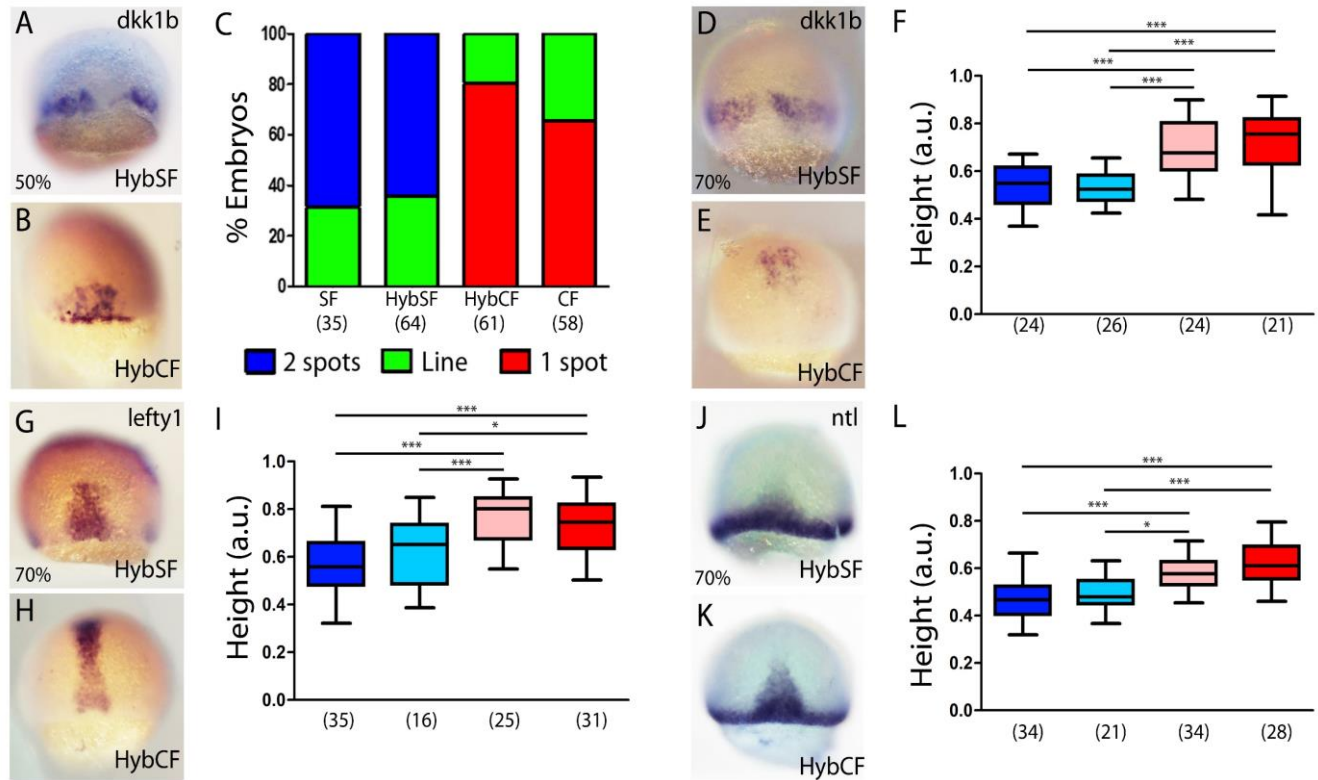 A
dkk1b
50%
HybSF
B
HybCF
C
% Embryos
100
80
60
40
20
0
SF HybSF HybCF CF
(35) (64) (61) (58)
2 spots Line 1 spot
D
dkk1b
70%
HybSF
E
HybCF
F
*** 
***
***
***
Height (a.u.)
1.0
0.8
0.6
0.4
0.2
0.0
(24) (26) (24) (21)
G
lefty1
70%
HybSF
H
HybCF
I
***
*
***
***
Height (a.u.)
1.0
0.8
0.6
0.4
0.2
0.0
(35) (16) (25) (31)
J
ntl
70%
HybSF
K
HybCF
L
***
***
***
*
Height (a.u.)
1.0
0.8
0.6
0.4
0.2
0.0
(34) (21) (34) (28)